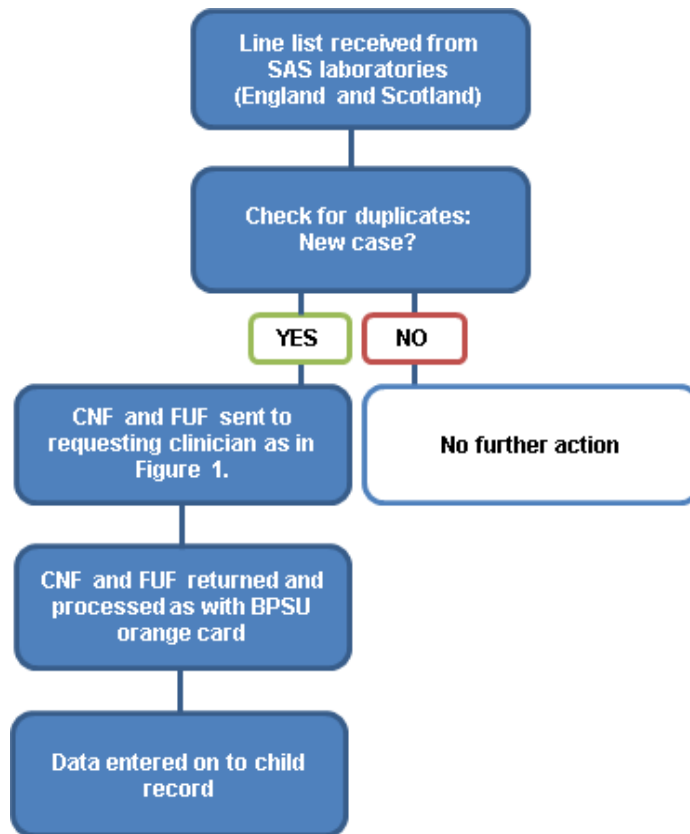 Line list received from
SAS laboratories
(England and Scotland)
Check for duplicates:
New case?
YES
NO
CNF and FUF sent to
requesting clinician as in
Figure 1.
No further action
CNF and FUF returned and
processed as with BPSU
orange card
Data entered on to child
record